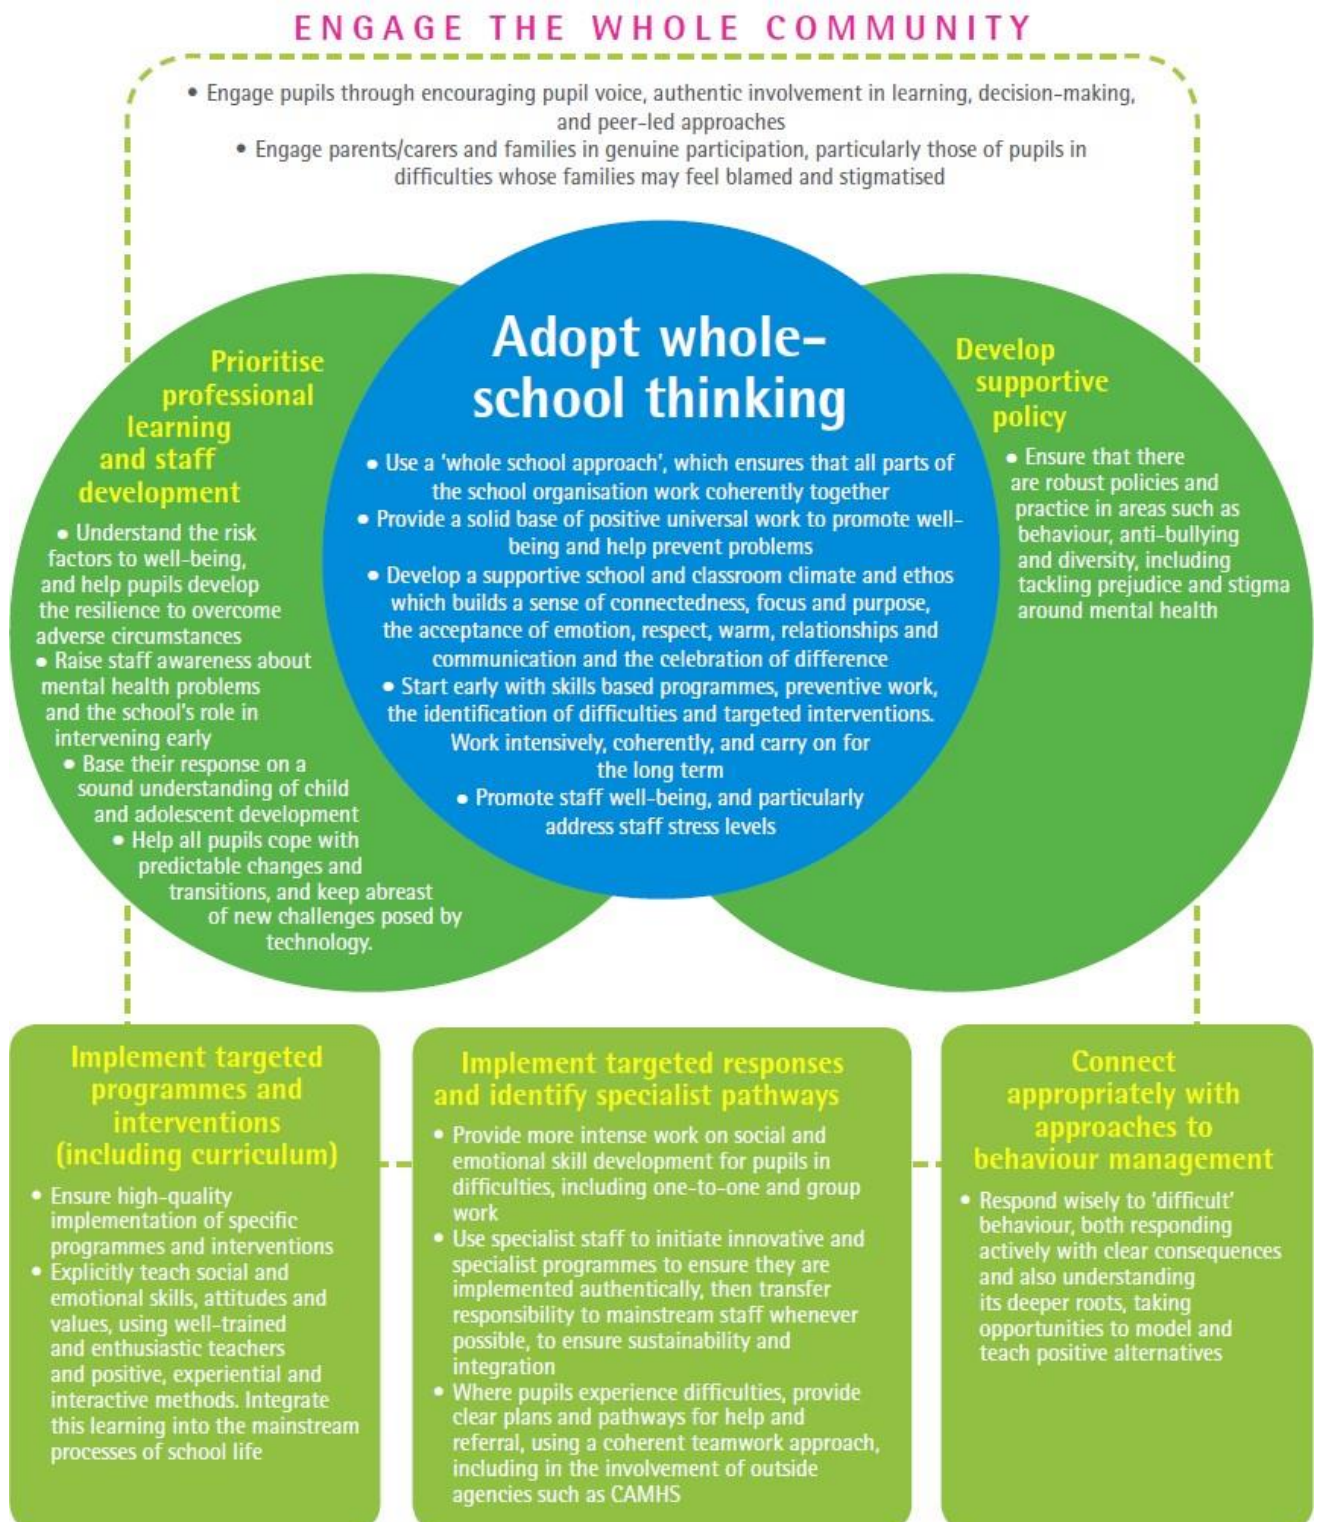 ENGAGE THE WHOLE COMMUNITY
• Engage pupils through encouraging pupil voice, authentic involvement in learning, decision-making,
and peer-led approaches
• Engage parents/carers and families in genuine participation, particularly those of pupils in
difficulties whose families may feel blamed and stigmatised
Prioritise
professional
learning
and staff
development
• Understand the risk
factors to well-being,
and help pupils develop
the resilience to overcome
adverse circumstances
• Raise staff awareness about
mental health problems
and the school's role in
intervening early
• Base their response on a
sound understanding of child
and adolescent development
• Help all pupils cope with
predictable changes and
transitions, and keep abreast
of new challenges posed by
technology.
Adopt whole-
school thinking
• Use a 'whole school approach', which ensures that all parts of
the school organisation work coherently together
• Provide a solid base of positive universal work to promote well-
being and help prevent problems
• Develop a supportive school and classroom climate and ethos
which builds a sense of connectedness, focus and purpose,
the acceptance of emotion, respect, warm, relationships and
communication and the celebration of difference
• Start early with skills based programmes, preventive work,
the identification of difficulties and targeted interventions.
Work intensively, coherently, and carry on for
the long term
• Promote staff well-being, and particularly
address staff stress levels
Develop
supportive
policy
• Ensure that there
are robust policies and
practice in areas such as
behaviour, anti-bullying
and diversity, including
tackling prejudice and stigma
around mental health
Implement targeted
programmes and
interventions
(including curriculum)
• Ensure high-quality
implementation of specific
programmes and interventions
• Explicitly teach social and
emotional skills, attitudes and
values, using well-trained
and enthusiastic teachers
and positive, experiential and
interactive methods. Integrate
this learning into the mainstream
processes of school life
Implement targeted responses
and identify specialist pathways
• Provide more intense work on social and
emotional skill development for pupils in
difficulties, including one-to-one and group
work
• Use specialist staff to initiate innovative and
specialist programmes to ensure they are
implemented authentically, then transfer
responsibility to mainstream staff whenever
possible, to ensure sustainability and
integration
• Where pupils experience difficulties, provide
clear plans and pathways for help and
referral, using a coherent teamwork approach,
including in the involvement of outside
agencies such as CAMHS
Connect
appropriately with
approaches to
behaviour management
• Respond wisely to 'difficult'
behaviour, both responding
actively with clear consequences
and also understanding
its deeper roots, taking
opportunities to model and
teach positive alternatives